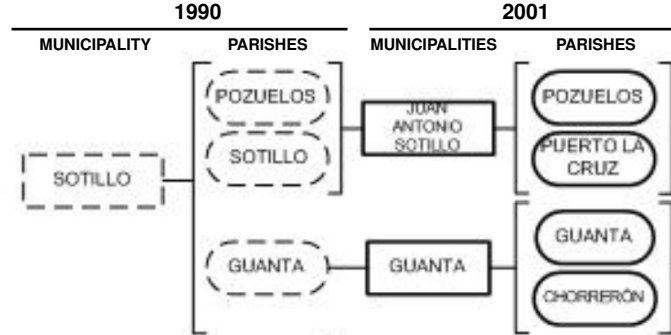 1990 2001
MUNICIPALITY PARISHES MUNICIPALITIES PARISHES
POZUELOS
SOTILLO
SOTILLO
GUANTA
JUAN
ANTONIO
SOTILLO
GUANTA
POZUELOS
PUERTO LA
CRUZ
GUANTA
CHORRERÓN